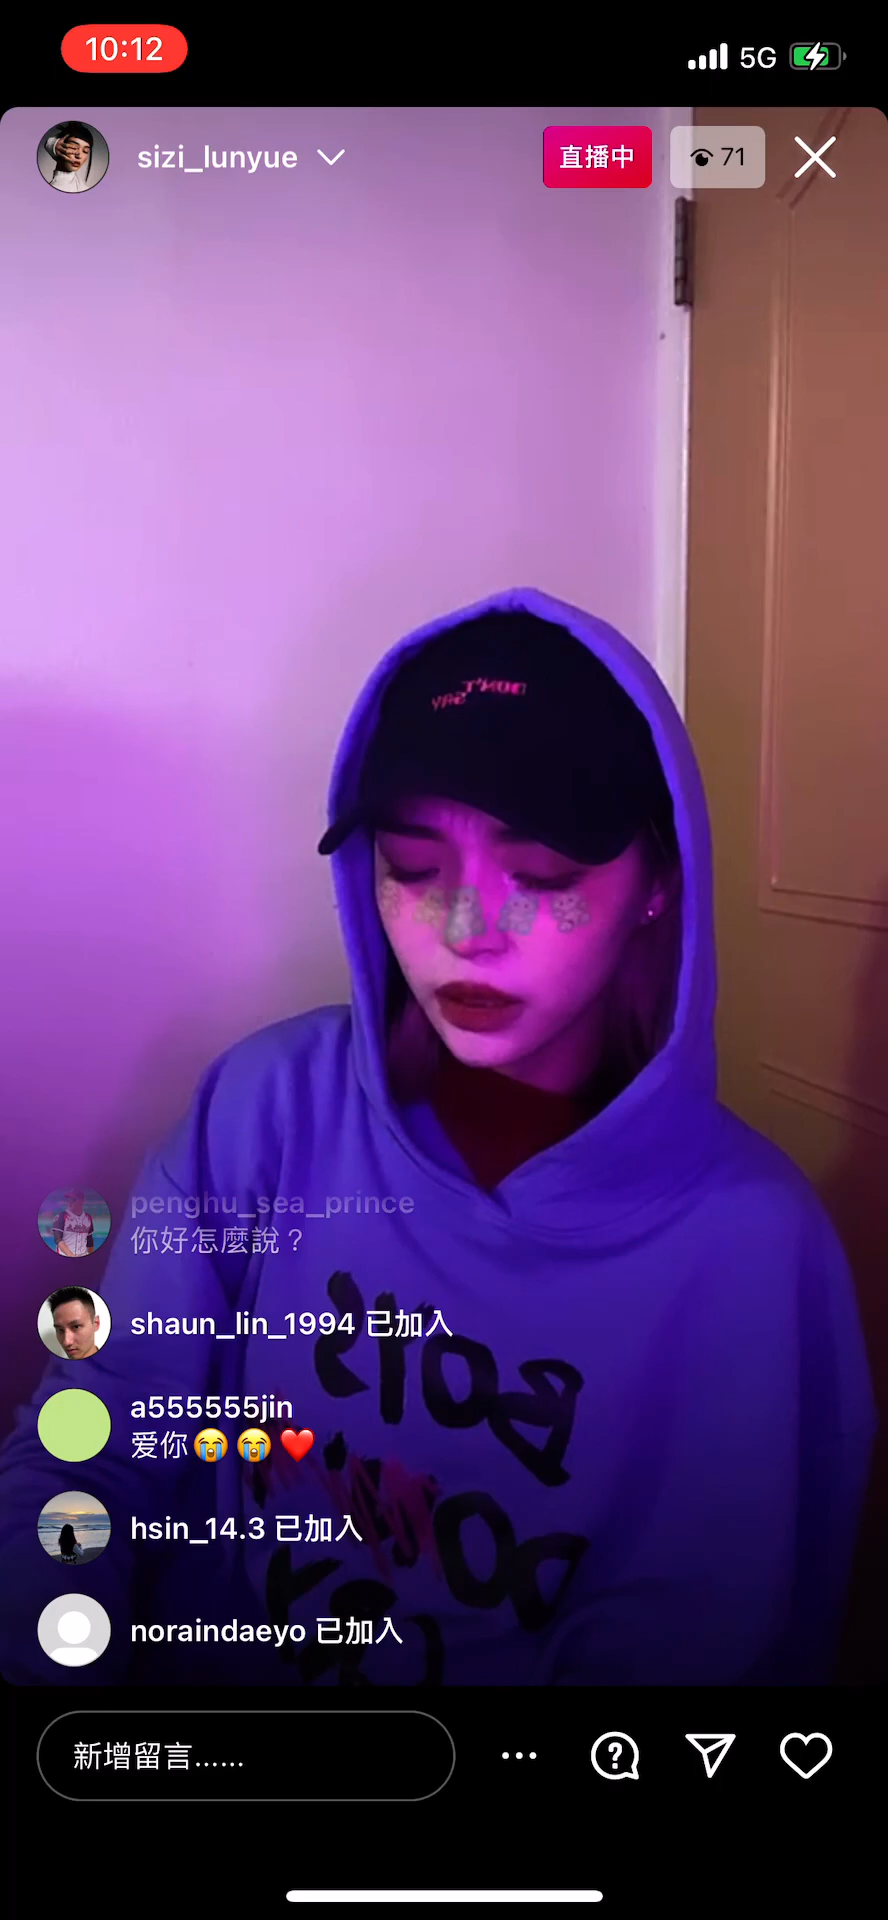 10:12
5G
sizi_lunyue
直播中
71
DON'T
SAY
penghu_sea_prince
你好怎麼說？
shaun_lin_1994 已加入
a555555jin
爱你😭😭❤️
hsin_14.3 已加入
noraindaeyo 已加入
新增留言......